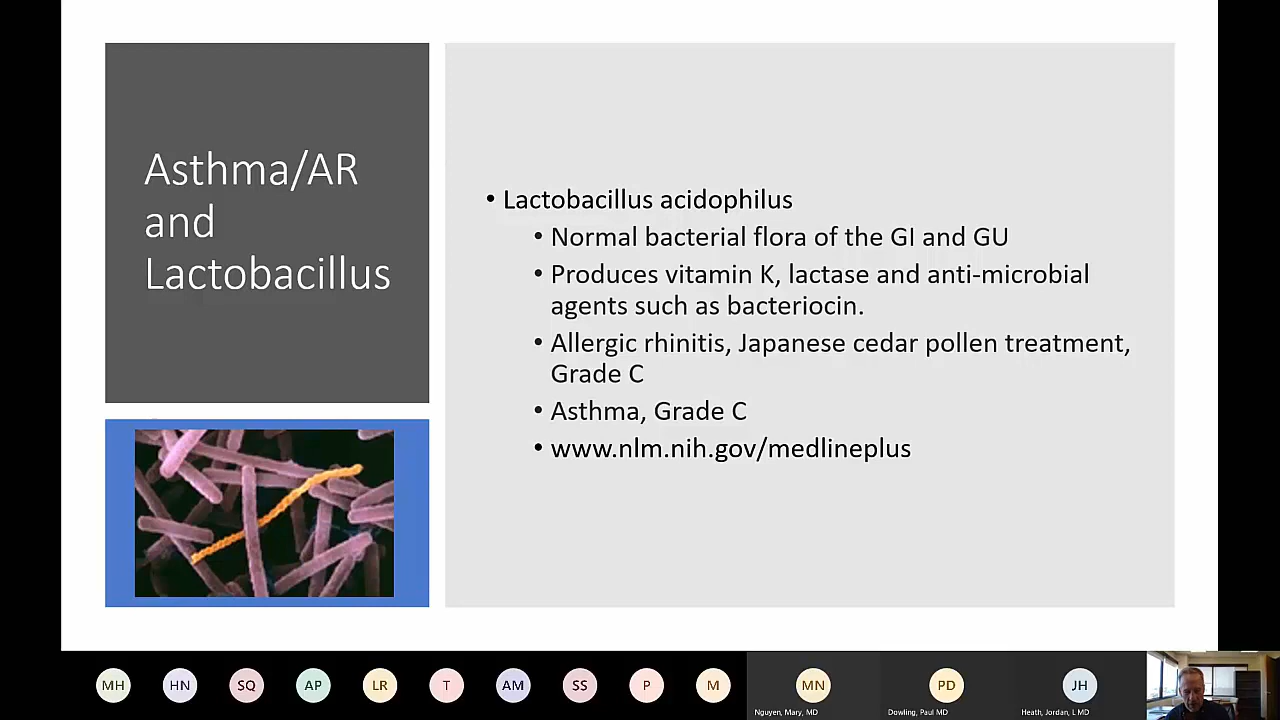 Asthma/AR
and
Lactobacillus
• Lactobacillus acidophilus
• Normal bacterial flora of the GI and GU
• Produces vitamin K, lactase and anti-microbial
agents such as bacteriocin.
• Allergic rhinitis, Japanese cedar pollen treatment,
Grade C
• Asthma, Grade C
• www.nlm.nih.gov/medlineplus
MH HN SQ AP LR T AM SS P M MN PD JH
Nguyen, Mary, MD Dowling, Paul MD Heath, Jordan, L MD